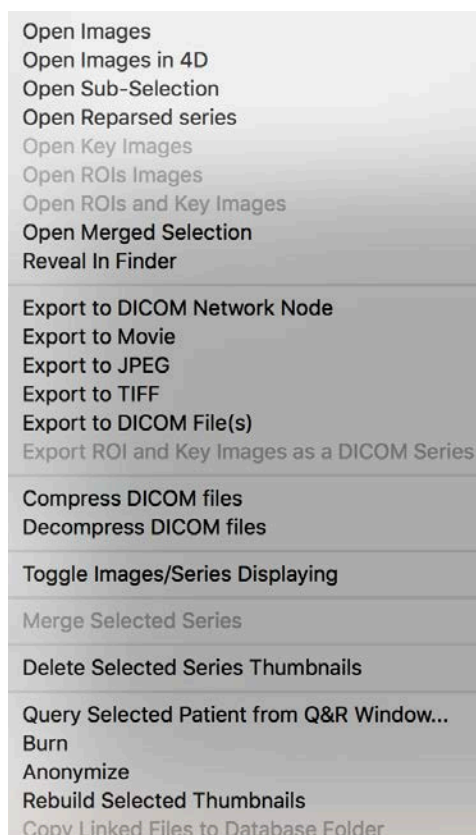 Open Images
Open Images in 4D
Open Sub-Selection
Open Reparsed series
Open Key Images
Open ROIs Images
Open ROIs and Key Images
Open Merged Selection
Reveal In Finder
Export to DICOM Network Node
Export to Movie
Export to JPEG
Export to TIFF
Export to DICOM File(s)
Export ROI and Key Images as a DICOM Series
Compress DICOM files
Decompress DICOM files
Toggle Images/Series Displaying
Merge Selected Series
Delete Selected Series Thumbnails
Query Selected Patient from Q&R Window...
Burn
Anonymize
Rebuild Selected Thumbnails
Copy Linked Files to Database Folder